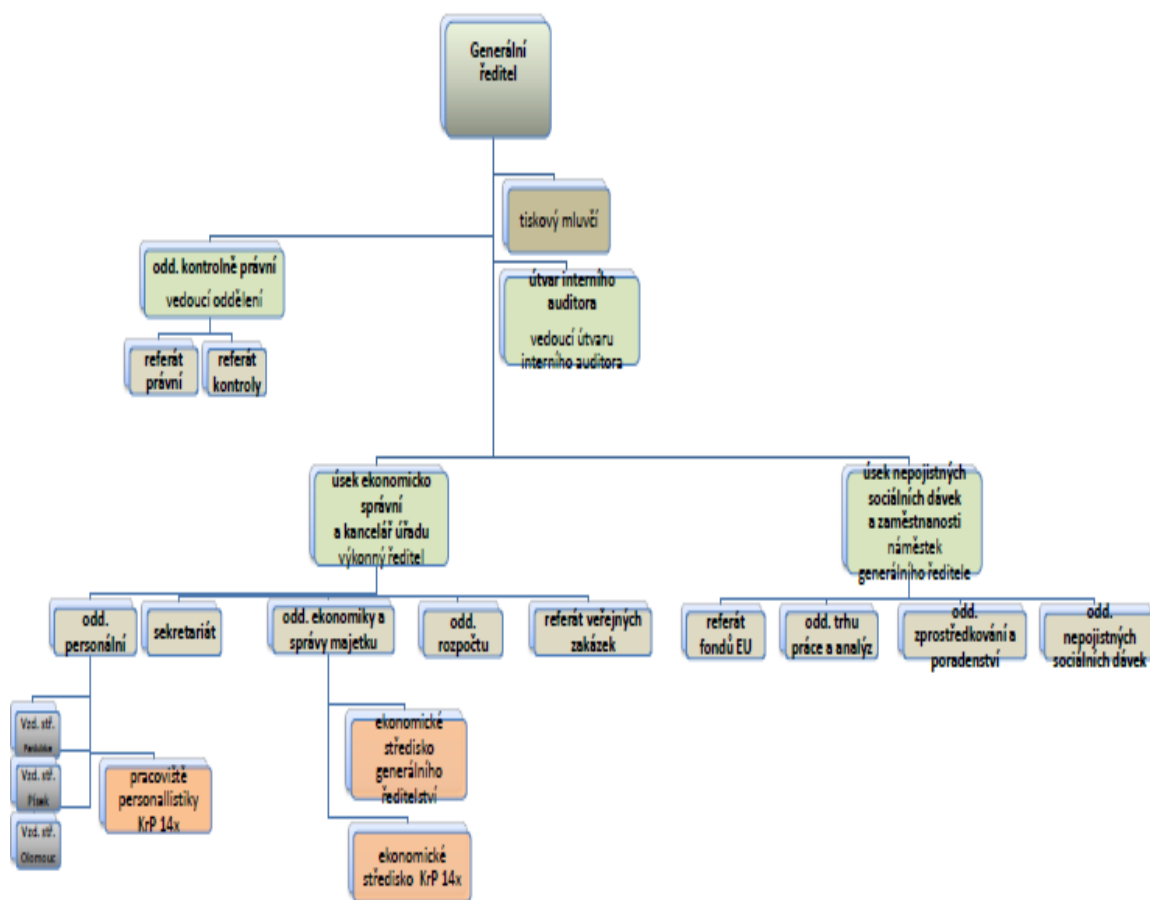 Generální
ředitel
tiskový mluvčí
odd. kontrolně právní
vedoucí oddělení
útvar interního
auditora
vedoucí útvaru
interního auditora
referát
právní
referát
kontroly
úsek ekonomicko
správní
a kancelář úřadu
výkonný ředitel
úsek nepojistných
sociálních dávek
a zaměstnanosti
náměstek
generálního ředitele
odd.
personální
sekretariát
odd. ekonomiky a
správy majetku
odd.
rozpočtu
referát veřejných
zakázek
referát
fondů EU
odd. trhu
práce a analýz
odd.
zprostředkování a
poradenství
odd.
nepojistných
sociálních dávek
Vzd. stř.
Vzd. stř.
Písek
Vzd. stř.
Olomouc
pracoviště
personallistiky
KrP 14x
ekonomické
středisko
generálního
ředitelství
ekonomické
středisko KrP 14x